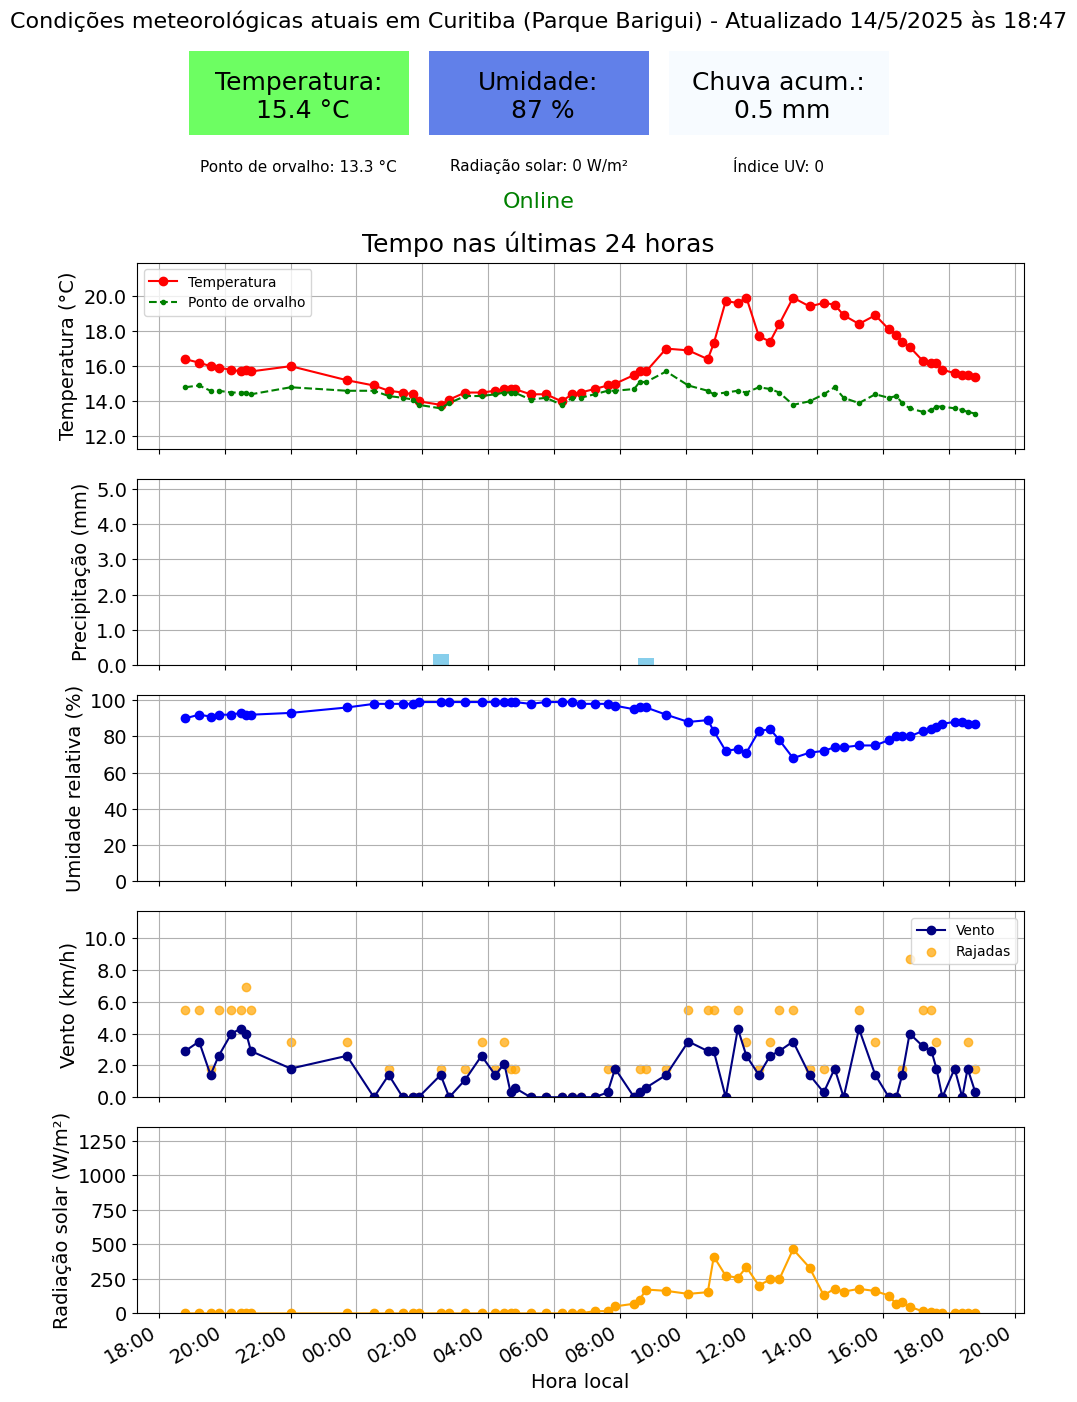 Condições meteorológicas atuais em Curitiba (Parque Barigui) - Atualizado 14/5/2025 às 18:47
Temperatura:
15.4 °C
Umidade:
87 %
Chuva acum.:
0.5 mm
Ponto de orvalho: 13.3 °C
Radiação solar: 0 W/m²
Índice UV: 0
Online
Tempo nas últimas 24 horas
Temperatura (°C)
20.0
18.0
16.0
14.0
12.0
Temperatura
Ponto de orvalho
Precipitação (mm)
5.0
4.0
3.0
2.0
1.0
0.0
Umidade relativa (%)
100
80
60
40
20
0
Vento (km/h)
10.0
8.0
6.0
4.0
2.0
0.0
Vento
Rajadas
Radiação solar (W/m²)
1250
1000
750
500
250
0
18:00
20:00
22:00
00:00
02:00
04:00
06:00
08:00
10:00
12:00
14:00
16:00
18:00
20:00
Hora local